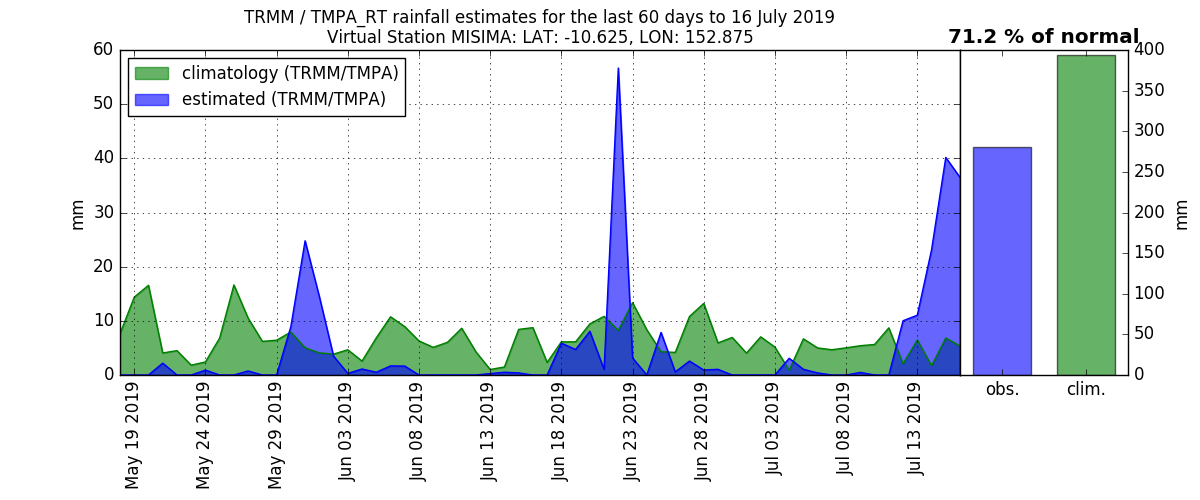 TRMM / TMPA_RT rainfall estimates for the last 60 days to 16 July 2019
Virtual Station MISIMA: LAT: -10.625, LON: 152.875
71.2 % of normal
climatology (TRMM/TMPA)
estimated (TRMM/TMPA)
mm
60
50
40
30
20
10
0
May 19 2019
May 24 2019
May 29 2019
Jun 03 2019
Jun 08 2019
Jun 13 2019
Jun 18 2019
Jun 23 2019
Jun 28 2019
Jul 03 2019
Jul 08 2019
Jul 13 2019
obs.
clim.
400
350
300
250
200
150
100
50
0
mm